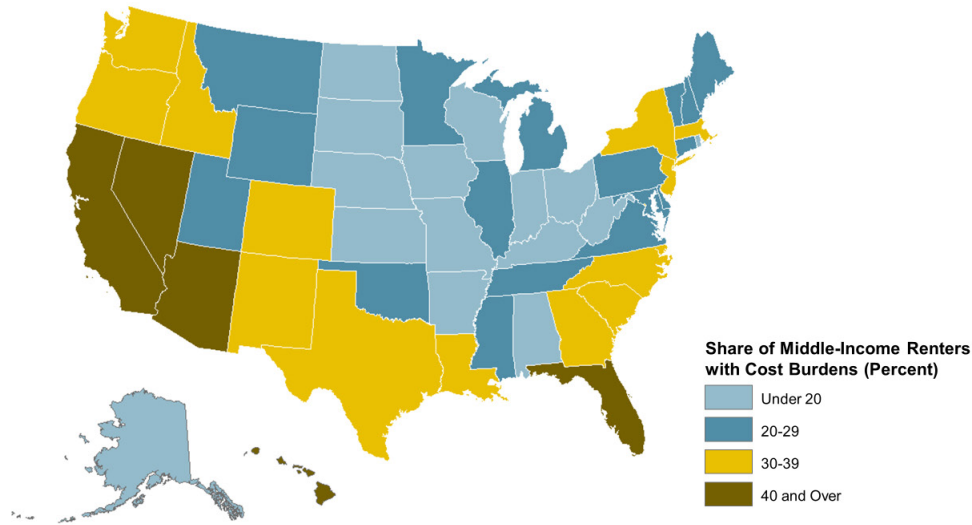 Share of Middle-Income Renters
with Cost Burdens (Percent)
Under 20
20-29
30-39
40 and Over